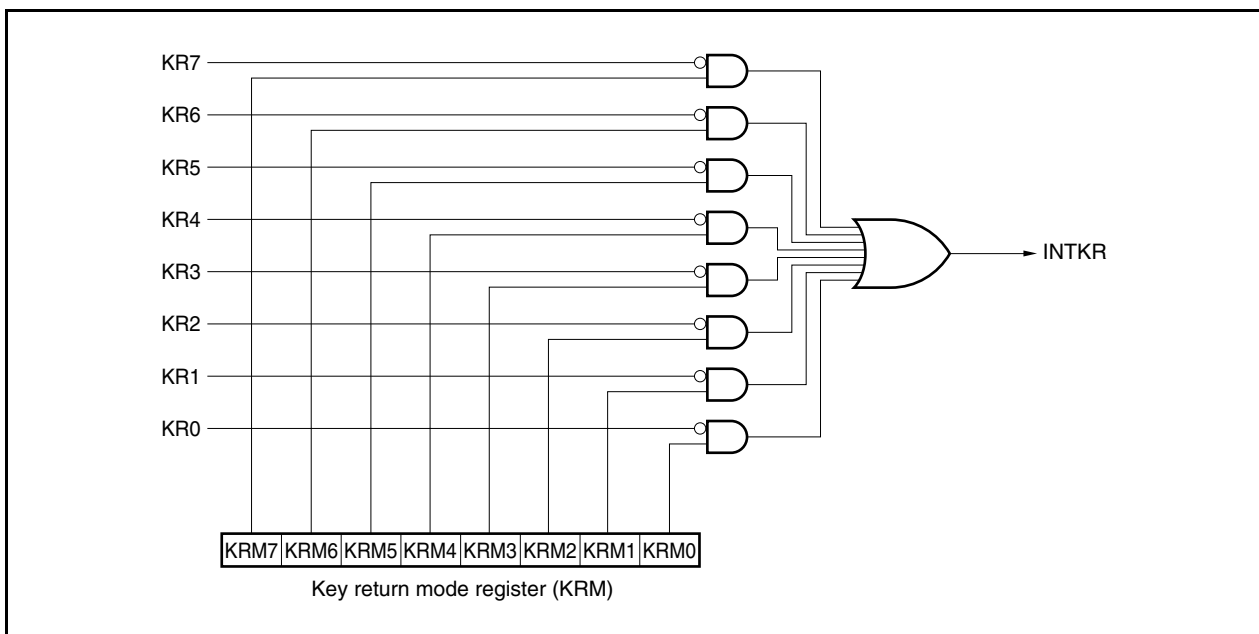 KR7
KR6
KR5
KR4
KR3
KR2
KR1
KR0
INTKR
KRM7 KRM6 KRM5 KRM4 KRM3 KRM2 KRM1 KRM0
Key return mode register (KRM)